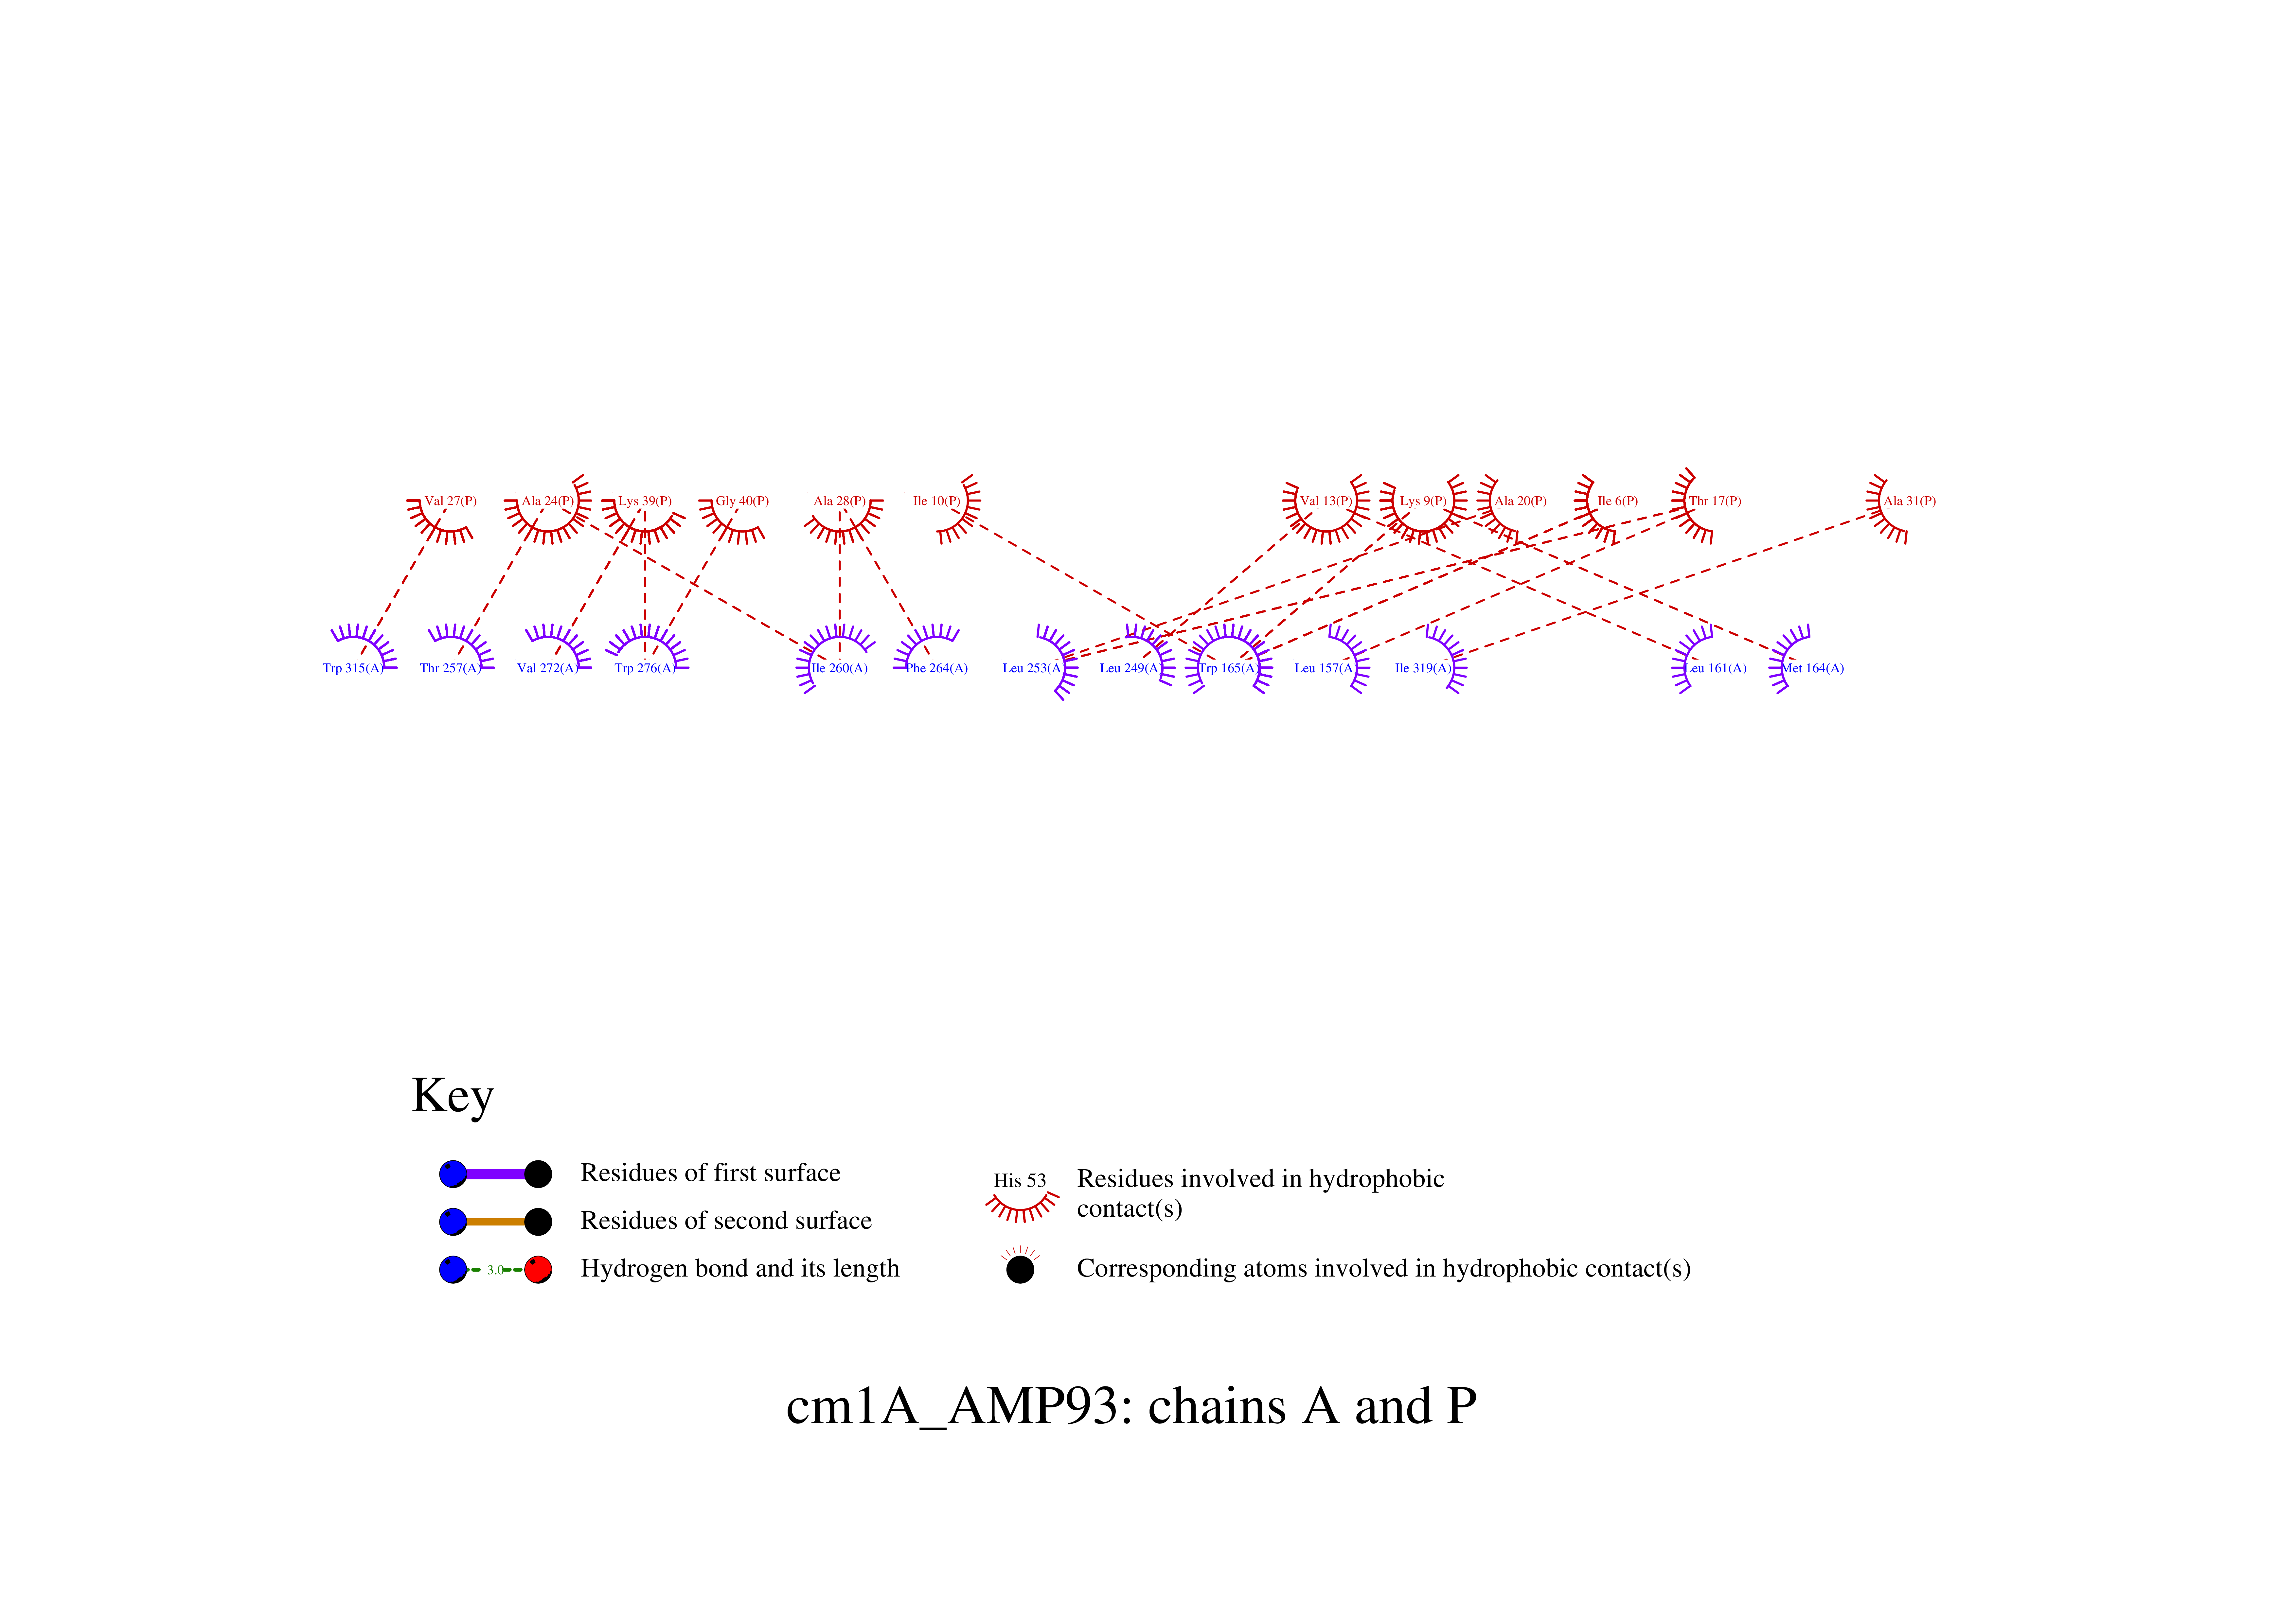 Val 27(P) Ala 24(P) Lys 39(P) Gly 40(P) Ala 28(P) Ile 10(P) Val 13(P) Lys 9(P) Ala 20(P) Ile 6(P) Thr 17(P) Ala 31(P)
Trp 315(A) Thr 257(A) Val 272(A) Trp 276(A) Ile 260(A) Phe 264(A) Leu 253(A) Leu 249(A) Trp 165(A) Leu 157(A) Ile 319(A) Leu 161(A) Met 164(A)
Key
Residues of first surface
Residues of second surface
3.0 Hydrogen bond and its length
His 53 Residues involved in hydrophobic
contact(s)
Corresponding atoms involved in hydrophobic contact(s)
cm1A_AMP93: chains A and P